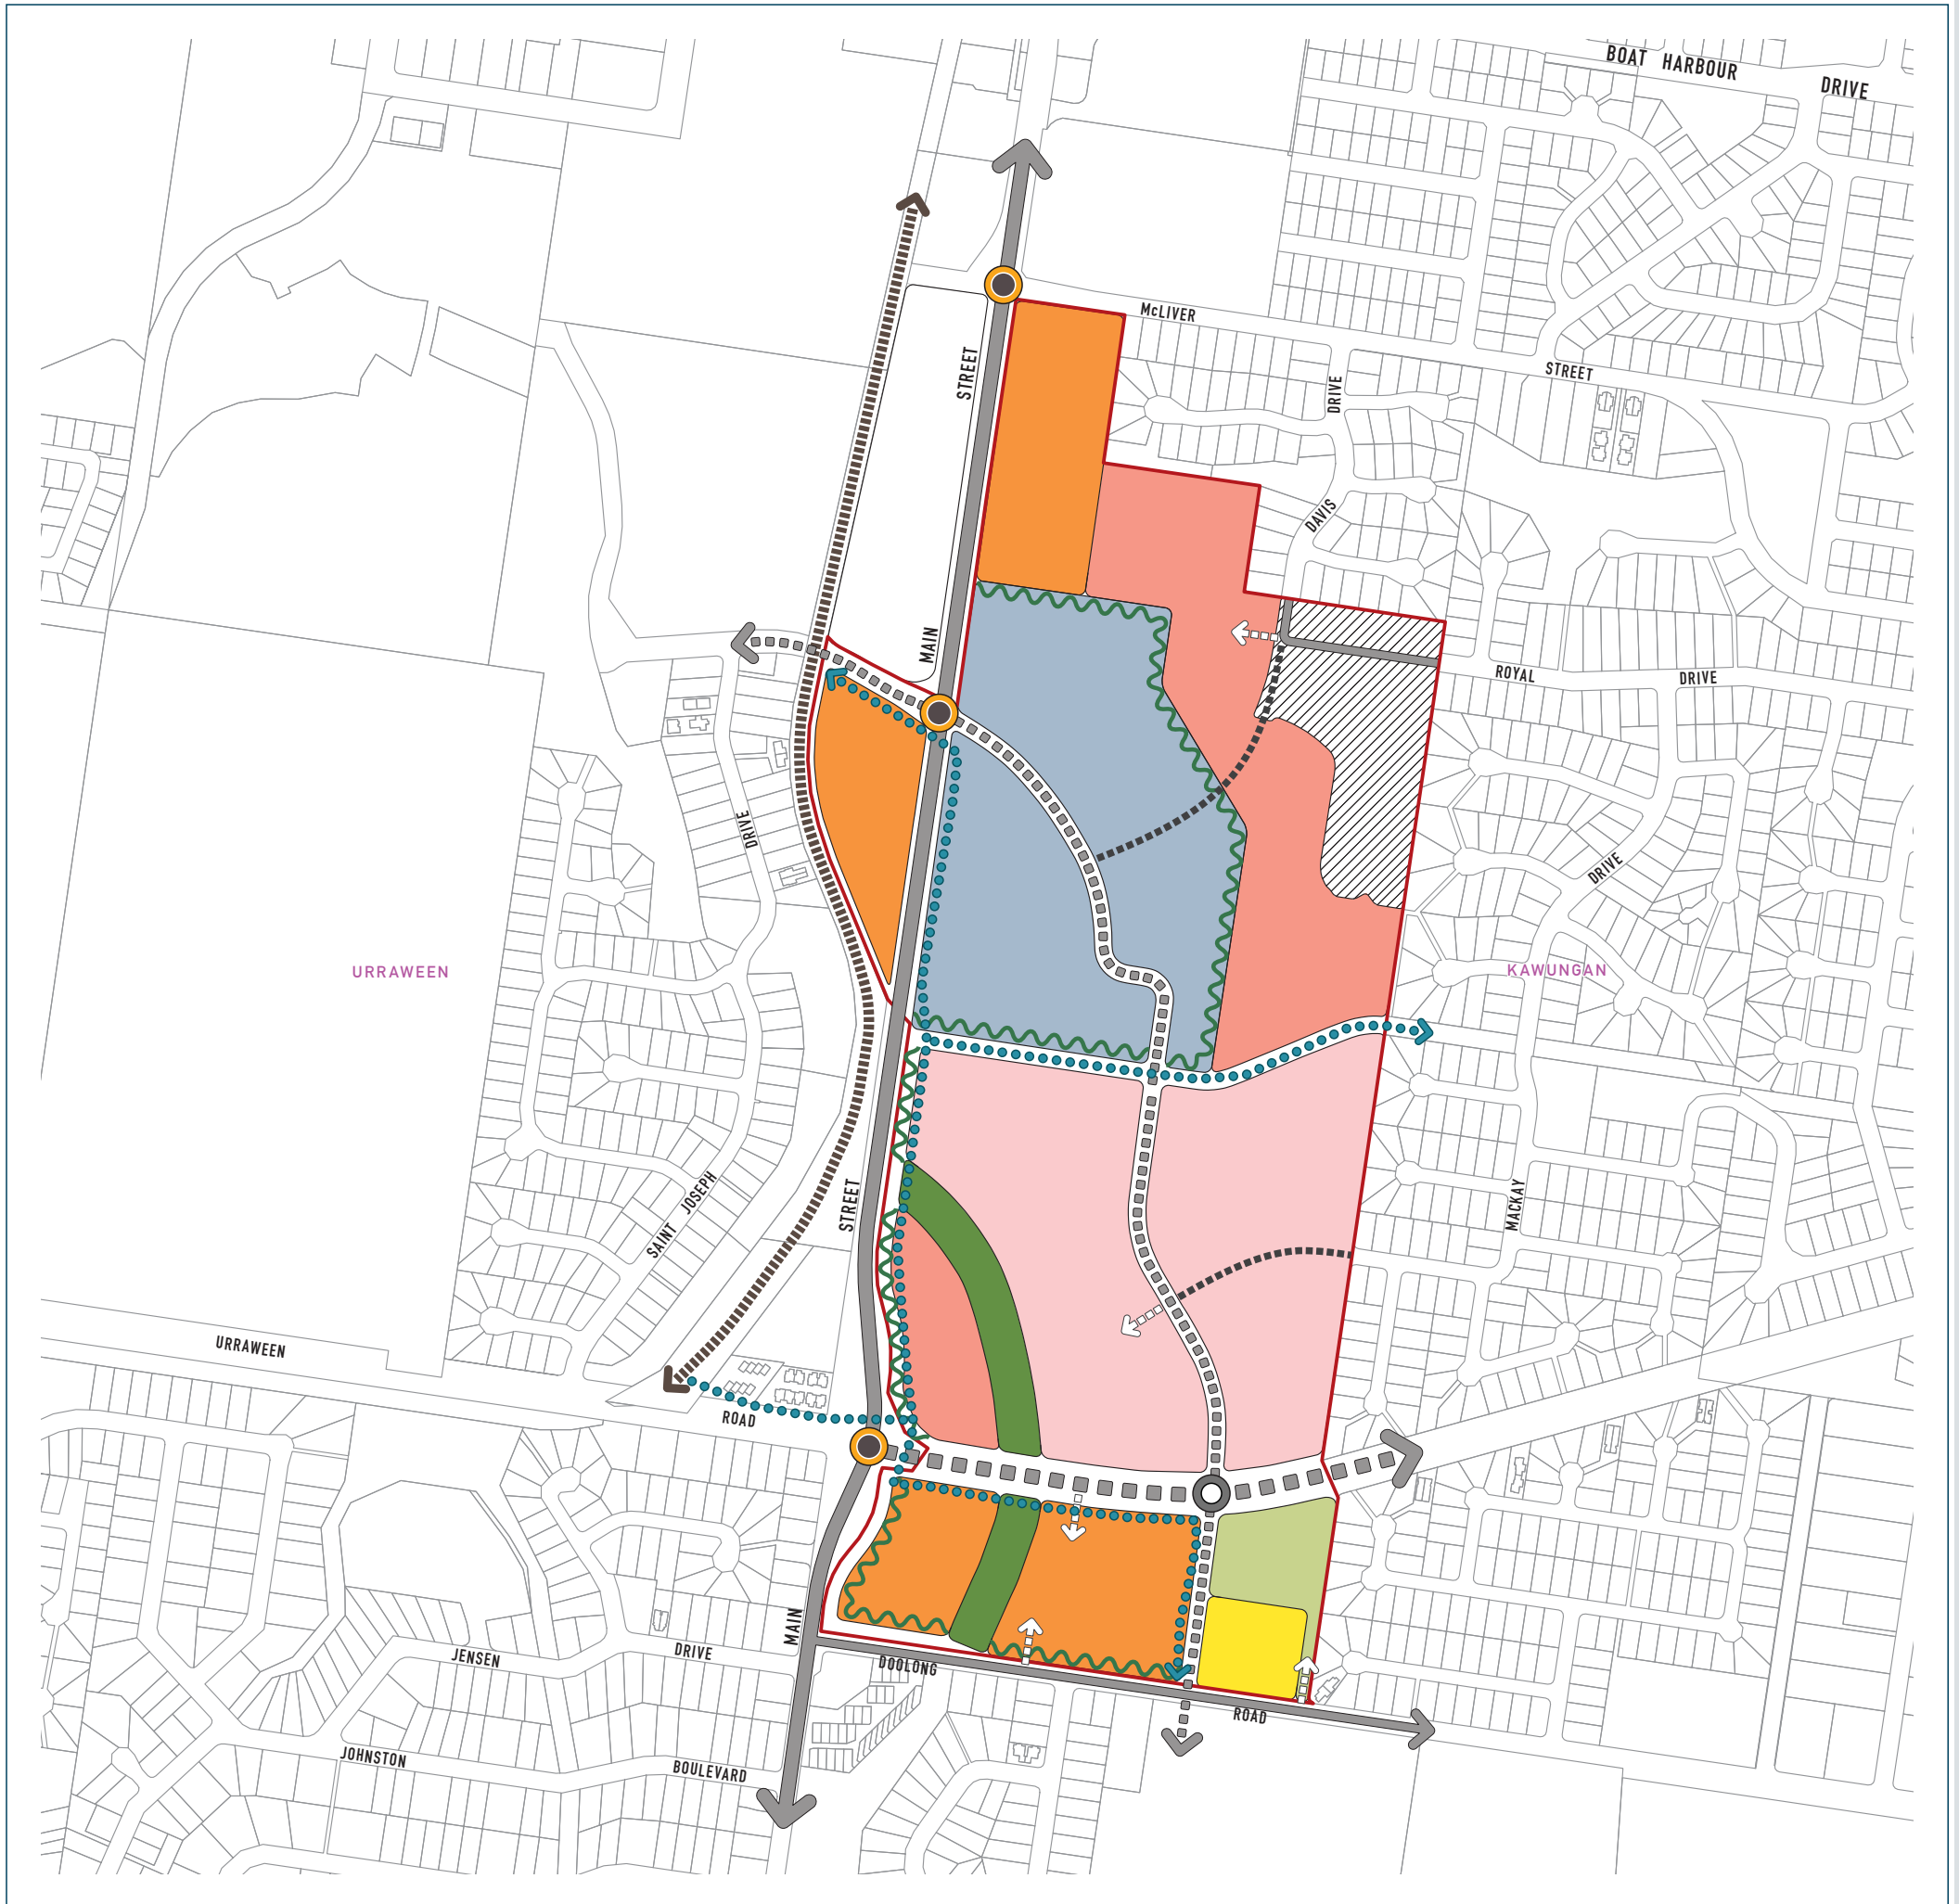 BOAT HARBOUR
DRIVE
McLIVER
STREET
STREET
DRIVE
DAVIS
MAIN
ROYAL
DRIVE
DRIVE
DRIVE
URRAWEEN
KAWUNGAN
STREET
SAINT JOSEPH
MACKAY
URRAWEEN
ROAD
MAIN
JENSEN
DRIVE
DOOLONG
ROAD
JOHNSTON
BOULEVARD